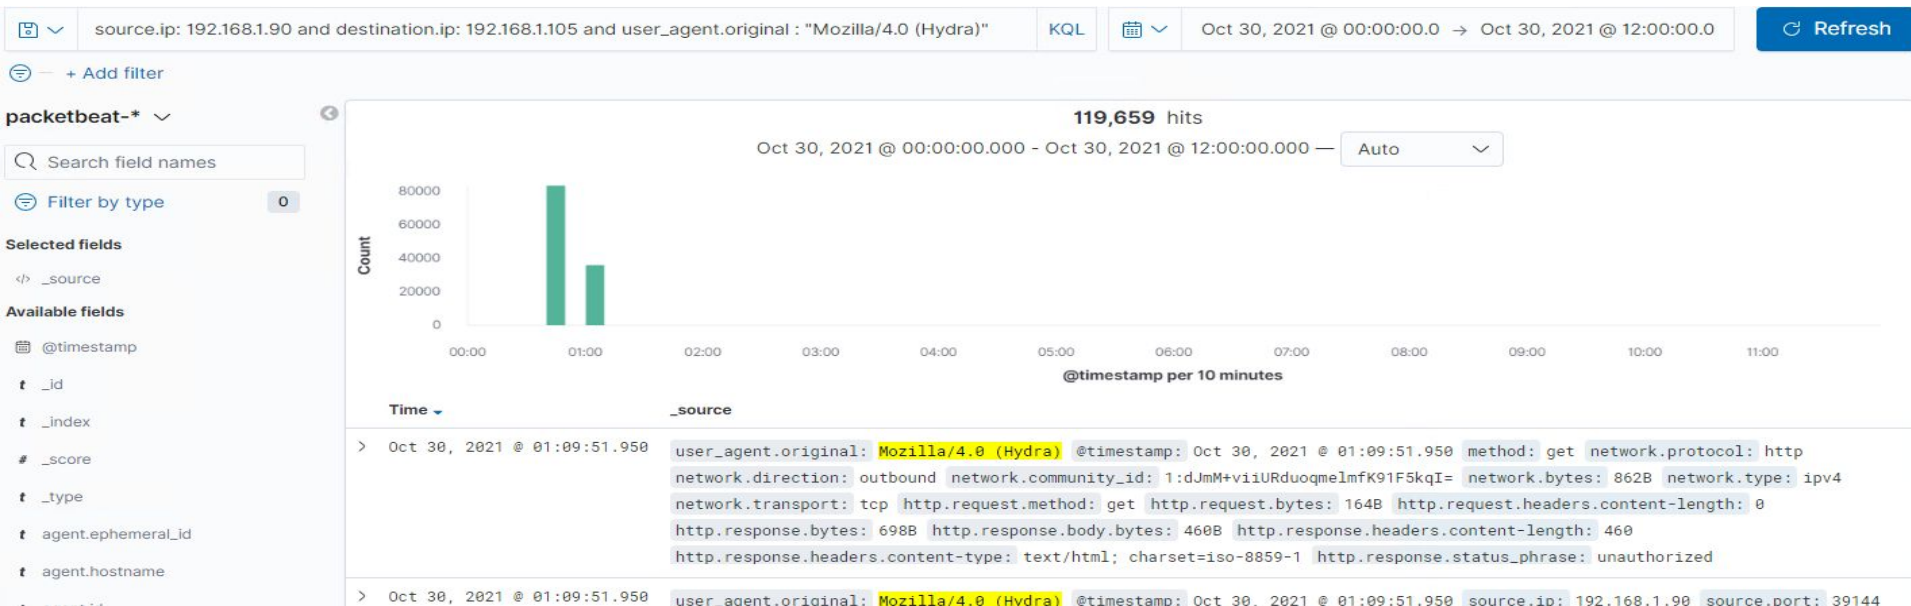 source.ip: 192.168.1.90 and destination.ip: 192.168.1.105 and user_agent.original : "Mozilla/4.0 (Hydra)" KQL Oct 30, 2021 @ 00:00:00.0 → Oct 30, 2021 @ 12:00:00.0 Refresh
+ Add filter
packetbeat-*
119,659 hits
Oct 30, 2021 @ 00:00:00.000 - Oct 30, 2021 @ 12:00:00.000 — Auto
Search field names
Filter by type 0
Selected fields
</> _source
Available fields
@timestamp
t _id
t _index
# _score
t _type
t agent.ephemeral_id
t agent.hostname
Count
80000
60000
40000
20000
0
00:00 01:00 02:00 03:00 04:00 05:00 06:00 07:00 08:00 09:00 10:00 11:00
@timestamp per 10 minutes
Time _source
> Oct 30, 2021 @ 01:09:51.950 user_agent.original: Mozilla/4.0 (Hydra) @timestamp: Oct 30, 2021 @ 01:09:51.950 method: get network.protocol: http
network.direction: outbound network.community_id: 1:dJmM+viiURduoqmelmfK91F5kqI= network.bytes: 862B network.type: ipv4
network.transport: tcp http.request.method: get http.request.bytes: 164B http.request.headers.content-length: 0
http.response.bytes: 698B http.response.body.bytes: 460B http.response.headers.content-length: 460
http.response.headers.content-type: text/html; charset=iso-8859-1 http.response.status_phrase: unauthorized
> Oct 30, 2021 @ 01:09:51.950 user_agent.original: Mozilla/4.0 (Hydra) @timestamp: Oct 30, 2021 @ 01:09:51.950 source.ip: 192.168.1.90 source.port: 39144